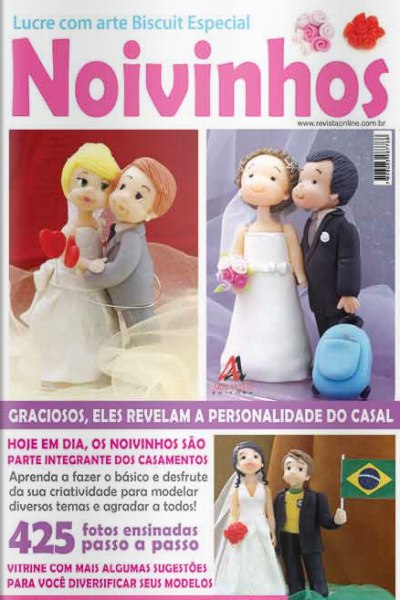 Lucre com arte Biscuit Especial
Noivinhos
www.revistaonline.com.br
EDITORA
GRACIOSOS, ELES REVELAM A PERSONALIDADE DO CASAL
HOJE EM DIA, OS NOIVINHOS SÃO
PARTE INTEGRANTE DOS CASAMENTOS
Aprenda a fazer o básico e desfrute
da sua criatividade para modelar
diversos temas e agradar a todos!
425 fotos ensinadas
passo a passo
VITRINE COM MAIS ALGUMAS SUGESTÕES
PARA VOCÊ DIVERSIFICAR SEUS MODELOS